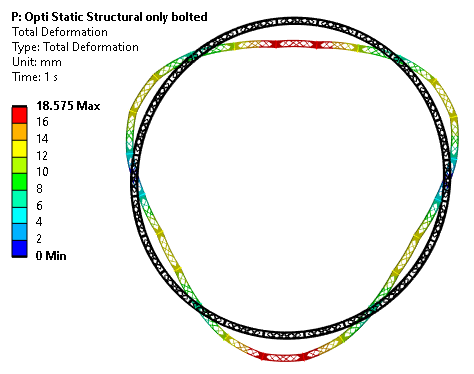 P: Opti Static Structural only bolted
Total Deformation
Type: Total Deformation
Unit: mm
Time: 1 s
18.575 Max
16
14
12
10
8
6
4
2
0 Min